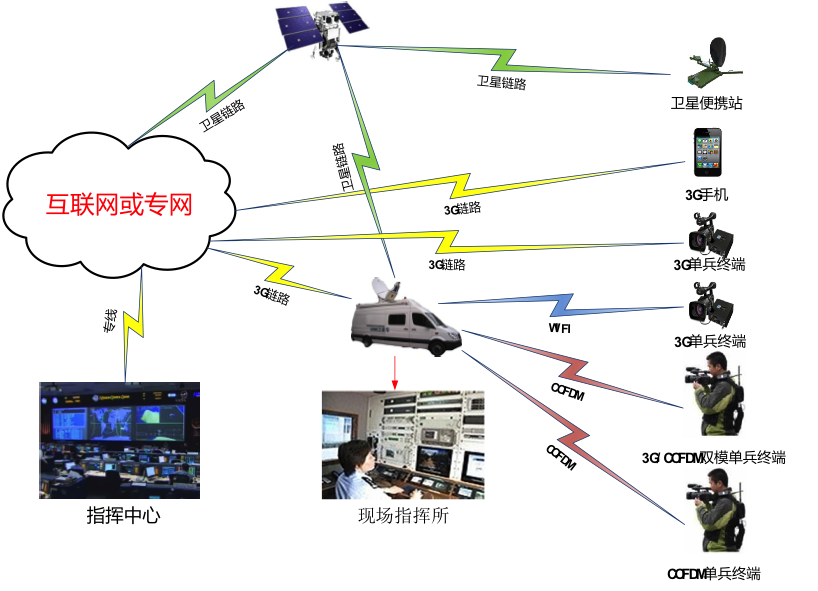 卫星链路
卫星链路
卫星便携站
卫星链路
互联网或专网
3G手机
3G链路
3G链路
3G单兵终端
3G链路
专线
WIFI
3G单兵终端
COFDM
3G/COFDM双模单兵终端
COFDM
指挥中心
现场指挥所
COFDM单兵终端